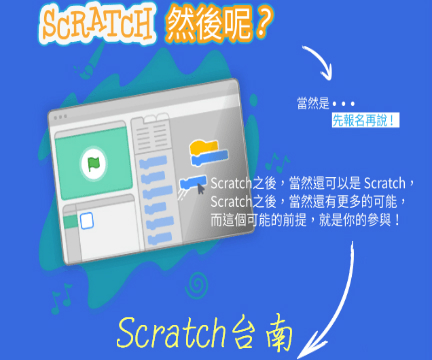 SCRATCH 然後呢？
當然是 • • •
先報名再說！
Scratch之後，當然還可以是 Scratch，
Scratch之後，當然還有更多的可能，
而這個可能的前提，就是你的參與！
Scratch台南